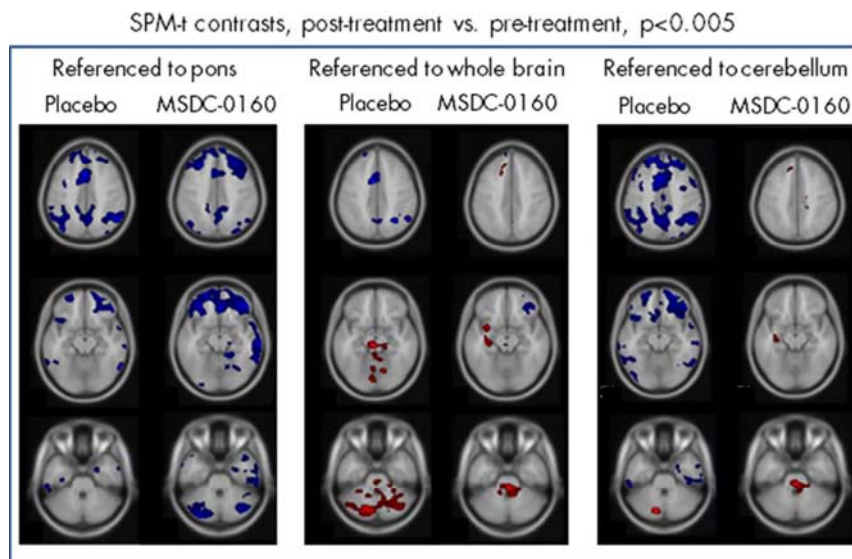 SPM-t contrasts, post-treatment vs. pre-treatment, p<0.005
Referenced to pons
Placebo MSDC-0160
Referenced to whole brain
Placebo MSDC-0160
Referenced to cerebellum
Placebo MSDC-0160